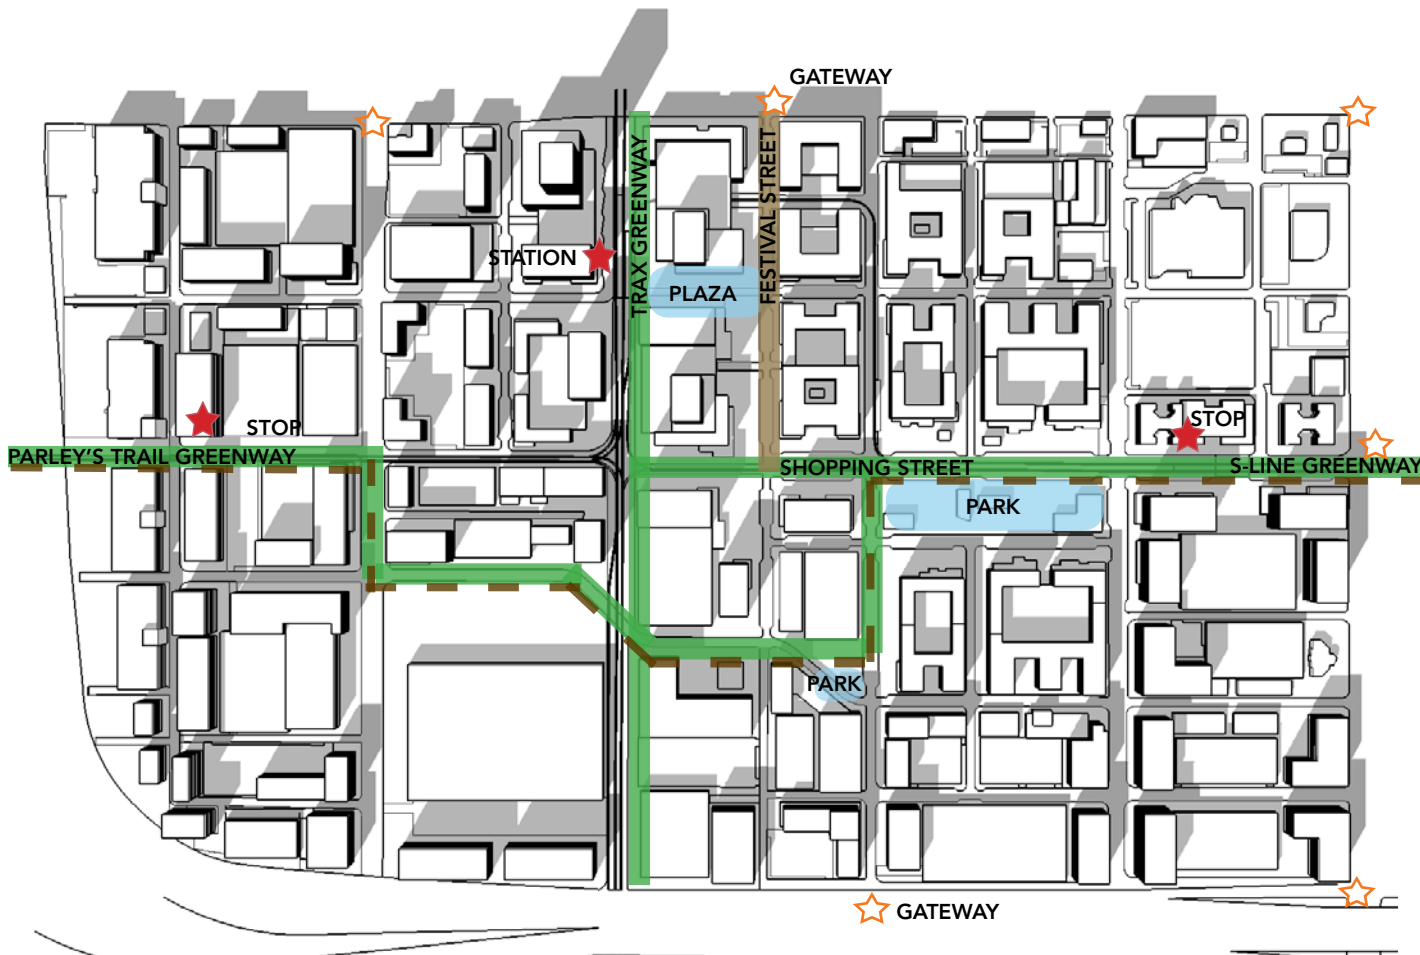 GATEWAY
TRAX GREENWAY
FESTIVAL STREET
STATION
PLAZA
STOP
STOP
PARLEY'S TRAIL GREENWAY
SHOPPING STREET
S-LINE GREENWAY
PARK
PARK
GATEWAY